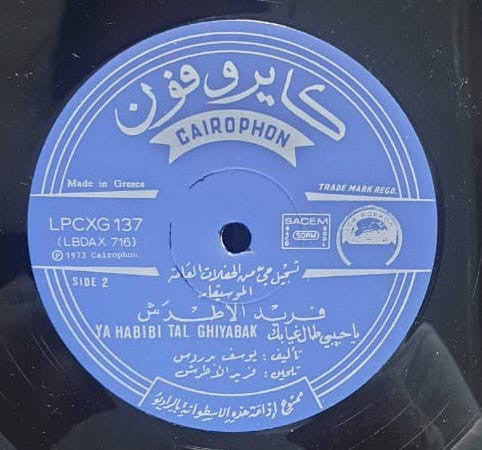 كايروفون
CAIROPHON
Made in Greece
TRADE MARK REGD.
LPCXG 137
(LBDAX 716)
Ⓟ 1973 Cairophon
SIDE 2
SACEM
تسجيل حي من الحفلات العامة
الموسيقار
فريد الأطرش
YA HABIBI TAL GHIYABAK ياحبيبي طال غيابك
تأليف: يوسف بدروس
تلحين: فريد الأطرش
ممنوع إذاعة هذه الأسطوانة بالراديو